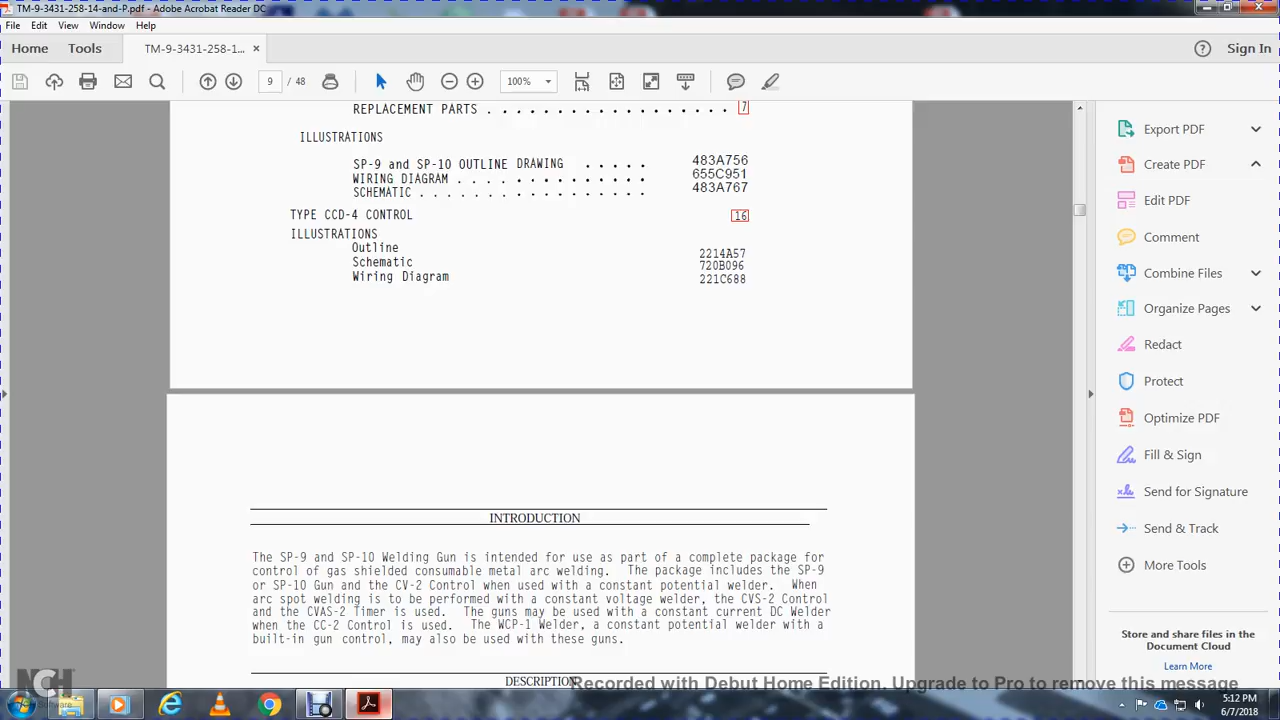 TM-9-3431-258-14-and-P.pdf - Adobe Acrobat Reader DC
File Edit View Window Help
Home Tools TM-9-3431-258-1... × Sign In
9 / 48 100%
REPLACEMENT PARTS . . . . . . . . . . . . . . . . . 7
ILLUSTRATIONS
SP-9 and SP-10 OUTLINE DRAWING . . . . . 483A756
WIRING DIAGRAM . . . . . . . . . . . . . . 655C951
SCHEMATIC . . . . . . . . . . . . . . . . . 483A767
TYPE CCD-4 CONTROL 16
ILLUSTRATIONS
Outline 2214A57
Schematic 720B096
Wiring Diagram 221C688
INTRODUCTION
The SP-9 and SP-10 Welding Gun is intended for use as part of a complete package for
control of gas shielded consumable metal arc welding. The package includes the SP-9
or SP-10 Gun and the CV-2 Control when used with a constant potential welder. When
arc spot welding is to be performed with a constant voltage welder, the CVS-2 Control
and the CVAS-2 Timer is used. The guns may be used with a constant current DC Welder
when the CC-2 Control is used. The WCP-1 Welder, a constant potential welder with a
built-in gun control, may also be used with these guns.
DESCRIPTION
Export PDF
Create PDF
Edit PDF
Comment
Combine Files
Organize Pages
Redact
Protect
Optimize PDF
Fill & Sign
Send for Signature
Send & Track
More Tools
Store and share files in the
Document Cloud
Learn More
NCH
Software
Recorded with Debut Home Edition. Upgrade to Pro to remove this message
5:12 PM
6/7/2018